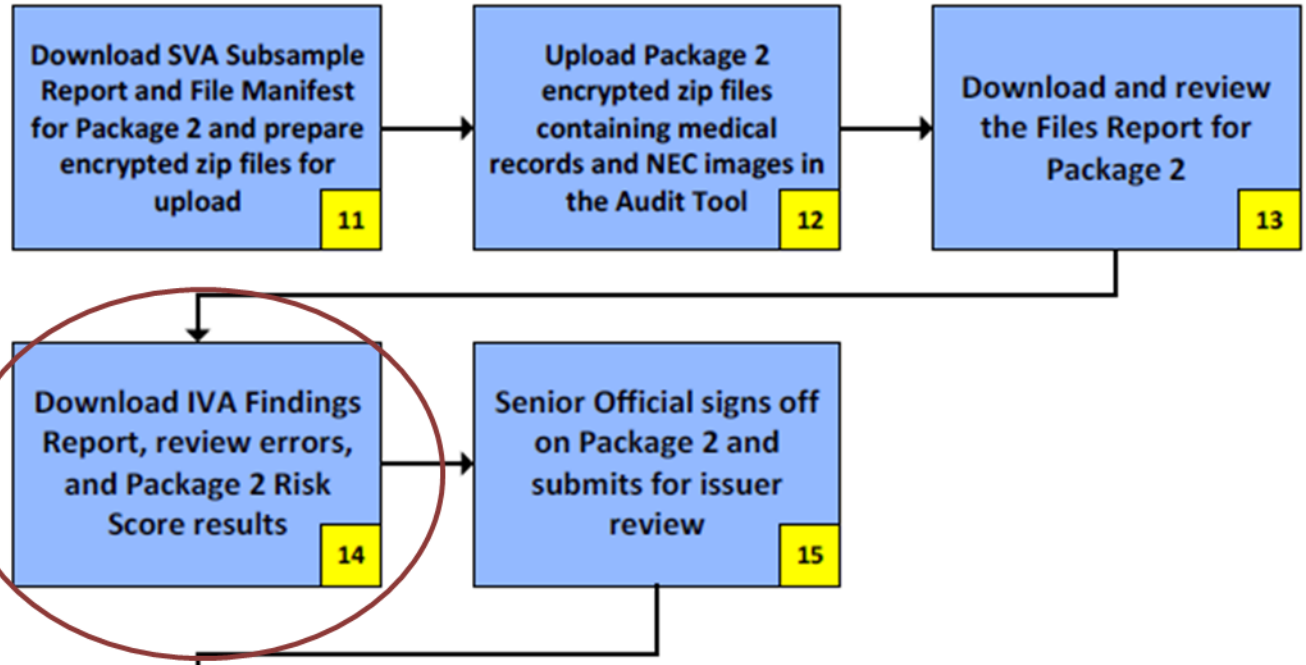 Download SVA Subsample
Report and File Manifest
for Package 2 and prepare
encrypted zip files for
upload
11
Upload Package 2
encrypted zip files
containing medical
records and NEC images in
the Audit Tool
12
Download and review
the Files Report for
Package 2
13
Download IVA Findings
Report, review errors,
and Package 2 Risk
Score results
14
Senior Official signs off
on Package 2 and
submits for issuer
review
15